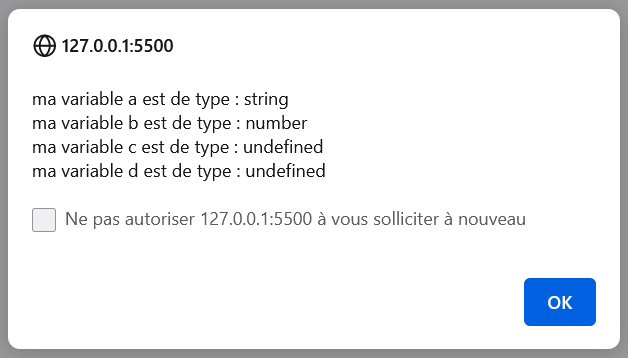 127.0.0.1:5500
ma variable a est de type : string
ma variable b est de type : number
ma variable c est de type : undefined
ma variable d est de type : undefined
Ne pas autoriser 127.0.0.1:5500 à vous solliciter à nouveau
OK